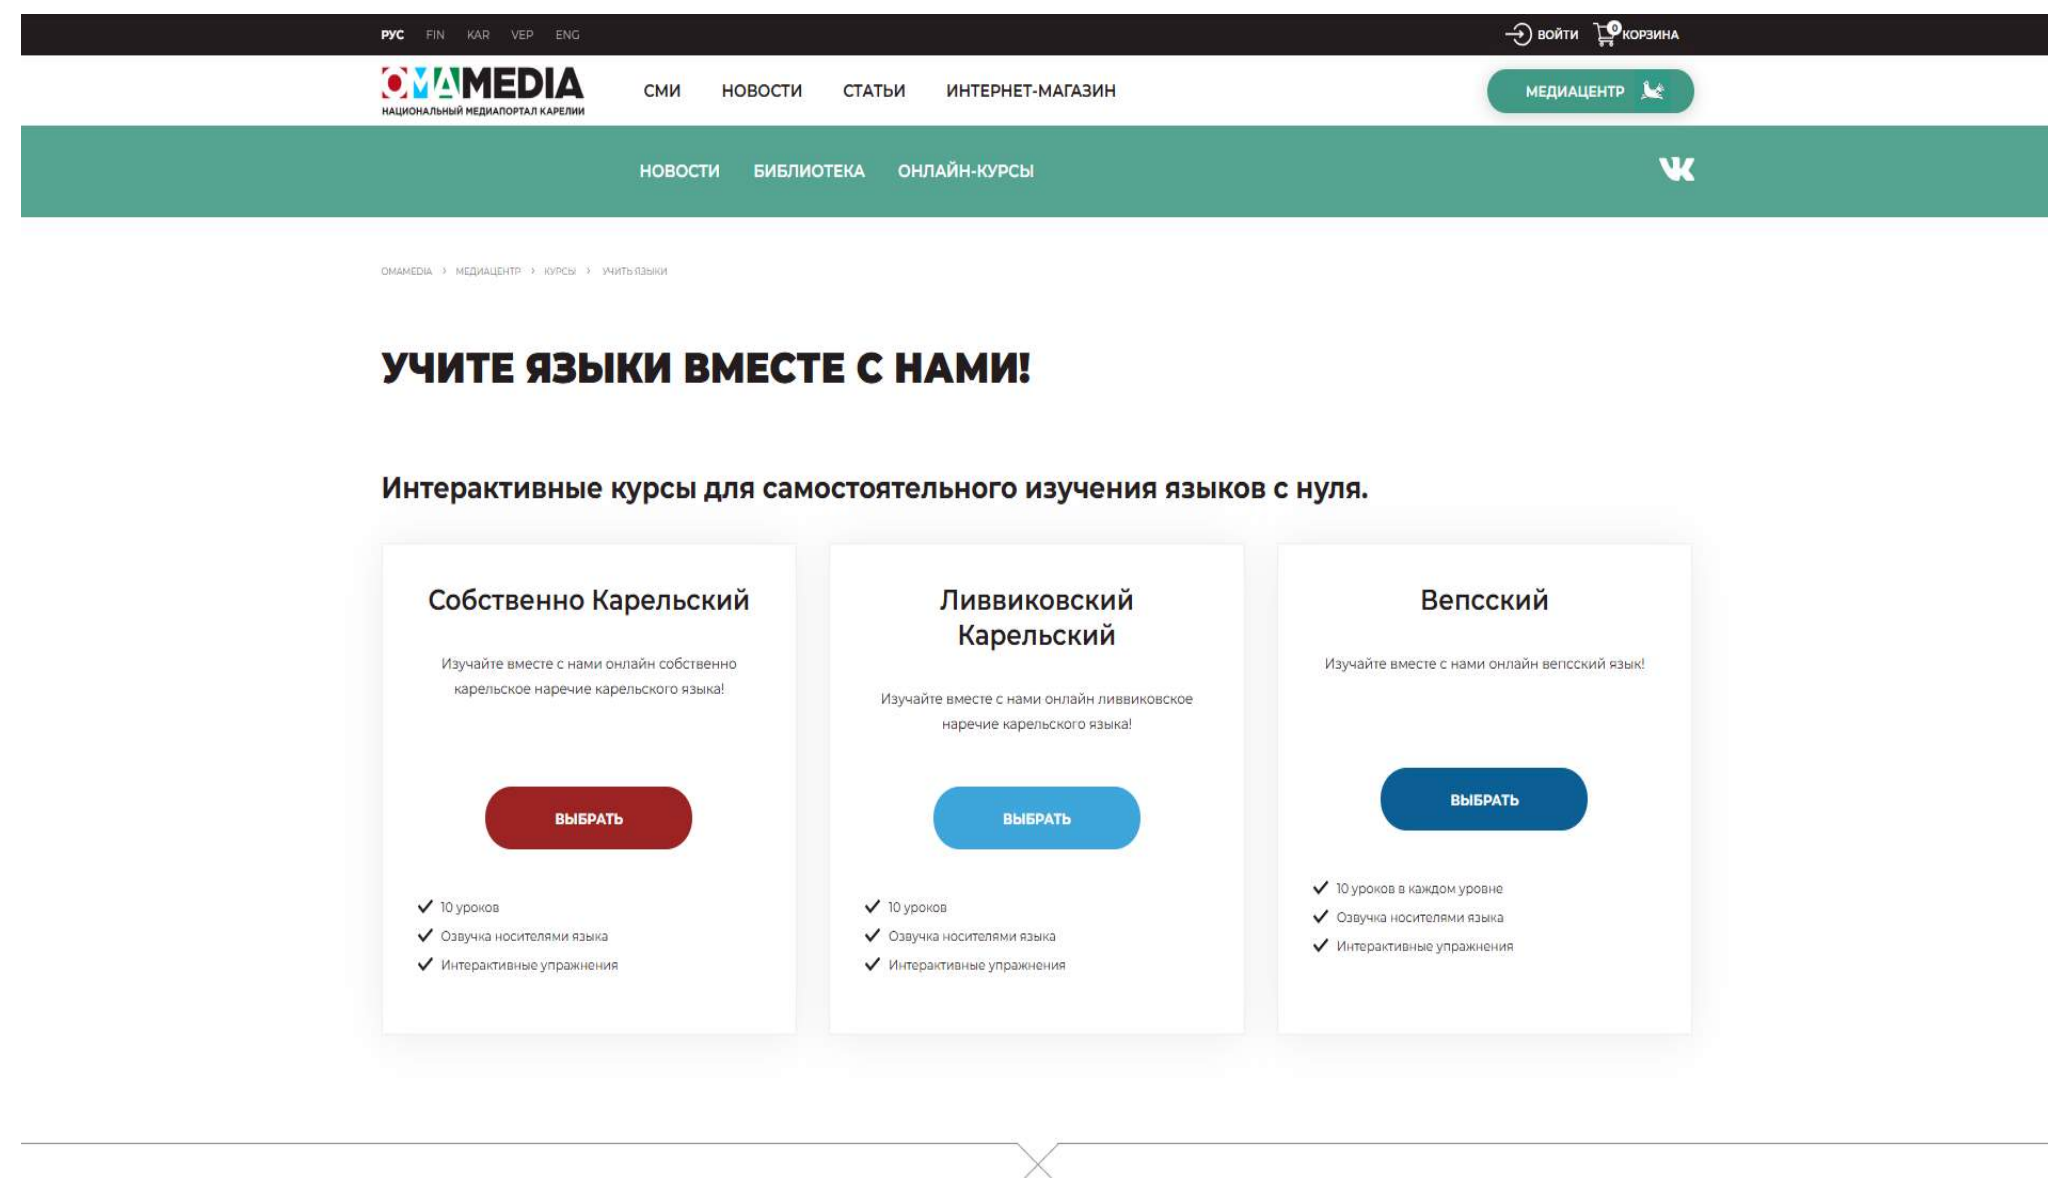 РУС FIN KAR VEP ENG
ВОЙТИ 0 КОРЗИНА
OMAMEDIA
НАЦИОНАЛЬНЫЙ МЕДИАПОРТАЛ КАРЕЛИИ
СМИ НОВОСТИ СТАТЬИ ИНТЕРНЕТ-МАГАЗИН
МЕДИАЦЕНТР
НОВОСТИ БИБЛИОТЕКА ОНЛАЙН-КУРСЫ
OMAMEDIA > МЕДИАЦЕНТР > КУРСЫ > УЧИТЬ ЯЗЫКИ
УЧИТЕ ЯЗЫКИ ВМЕСТЕ С НАМИ!
Интерактивные курсы для самостоятельного изучения языков с нуля.
Собственно Карельский
Изучайте вместе с нами онлайн собственно
карельское наречие карельского языка!
ВЫБРАТЬ
10 уроков
Озвучка носителями языка
Интерактивные упражнения
Ливвиковский
Карельский
Изучайте вместе с нами онлайн ливвиковское
наречие карельского языка!
ВЫБРАТЬ
10 уроков
Озвучка носителями языка
Интерактивные упражнения
Вепсский
Изучайте вместе с нами онлайн вепсский язык!
ВЫБРАТЬ
10 уроков в каждом уровне
Озвучка носителями языка
Интерактивные упражнения